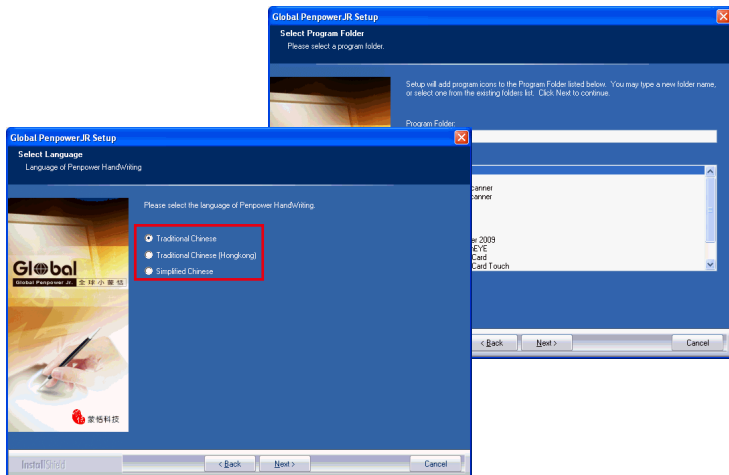 Global PenpowerJR Setup
Select Program Folder
Please select a program folder.
Setup will add program icons to the Program Folder listed below. You may type a new folder name,
or select one from the existing folders list. Click Next to continue.
Program Folder:
canner
canner
er 2009
EYE
Card
Card Touch
< Back
Next >
Cancel
Global PenpowerJR Setup
Select Language
Language of Penpower HandWriting
Please select the language of Penpower HandWriting.
Traditional Chinese
Traditional Chinese (Hongkong)
Simplified Chinese
Global
Global Penpower Jr. 全球小蒙恬
蒙恬科技
InstallShield
< Back
Next >
Cancel